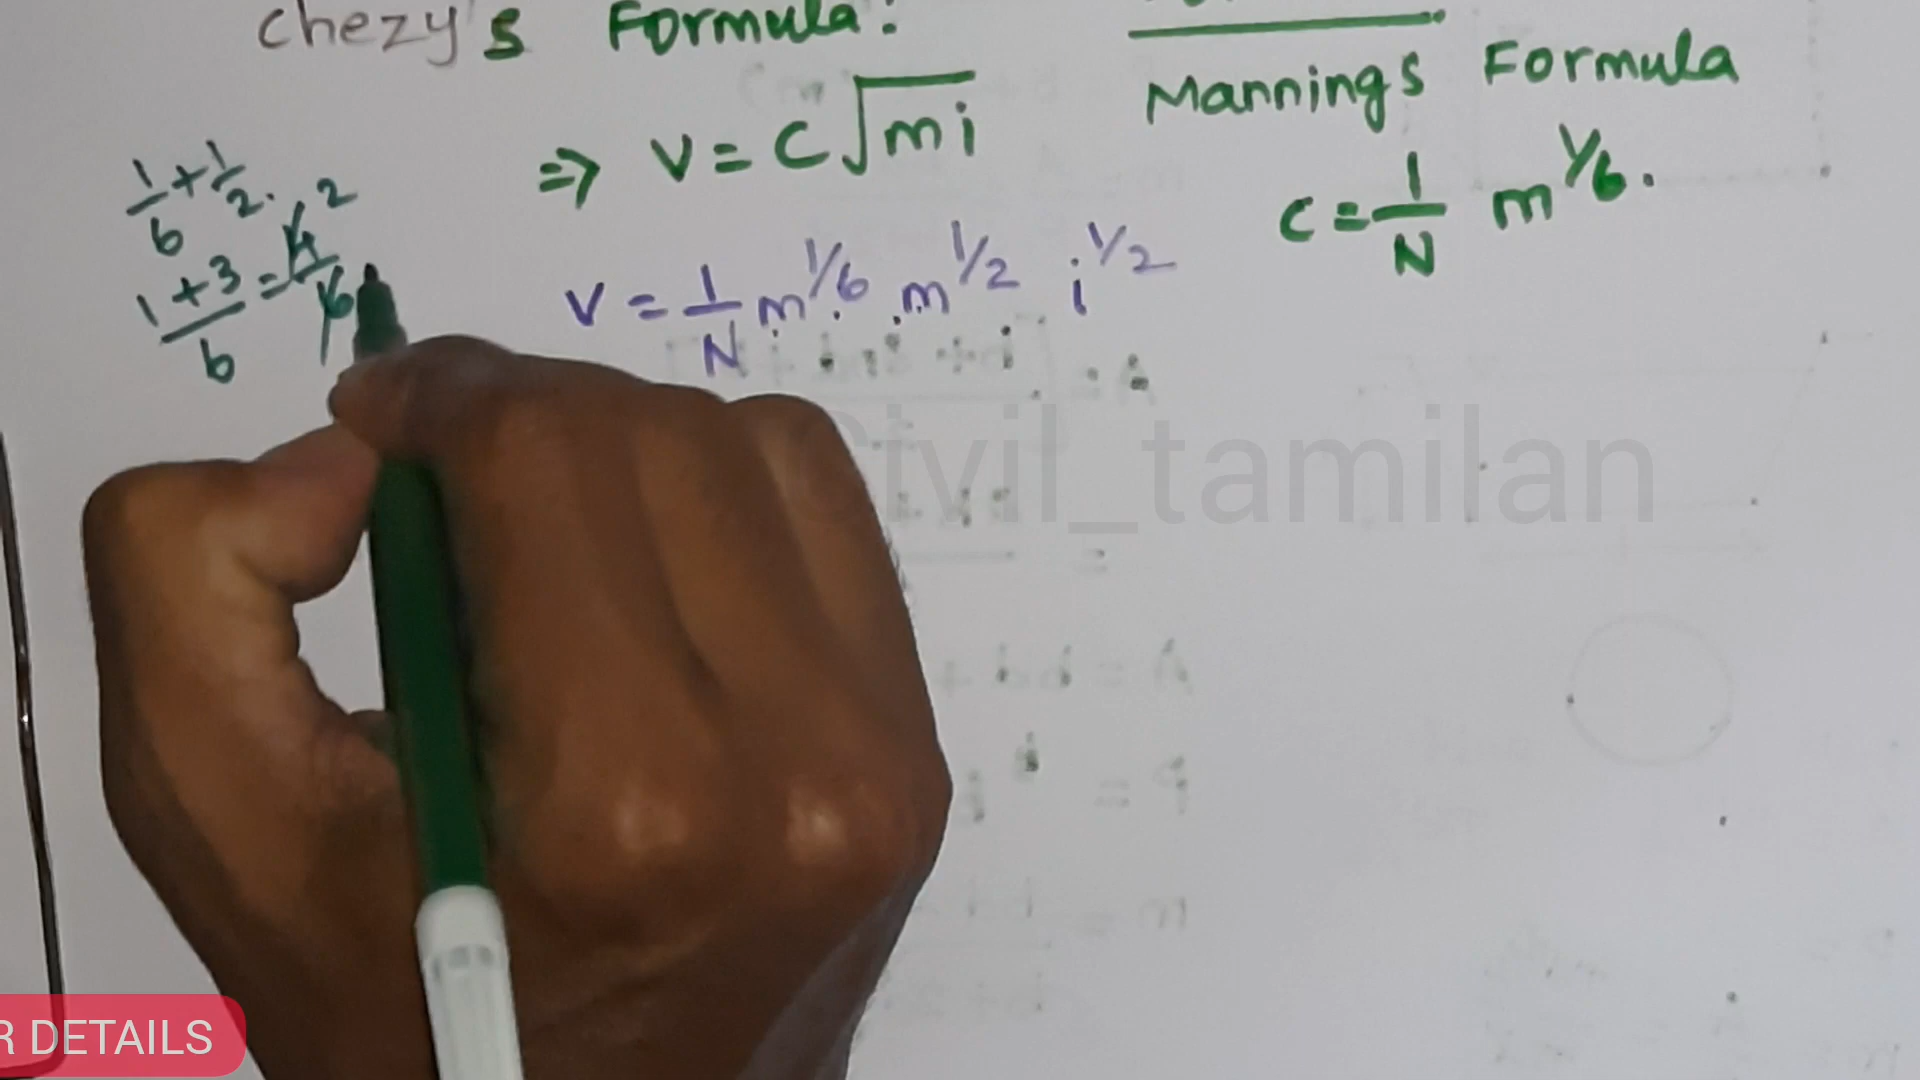 chezy's Formula:
Mannings Formula
⇒ V = C√mi
C = 1/N m^1/6.
1/6 + 1/2.
1+3/6 = 4/6 2
V = 1/N m^1/6 . m^1/2 i^1/2
Civil_tamilan
R DETAILS